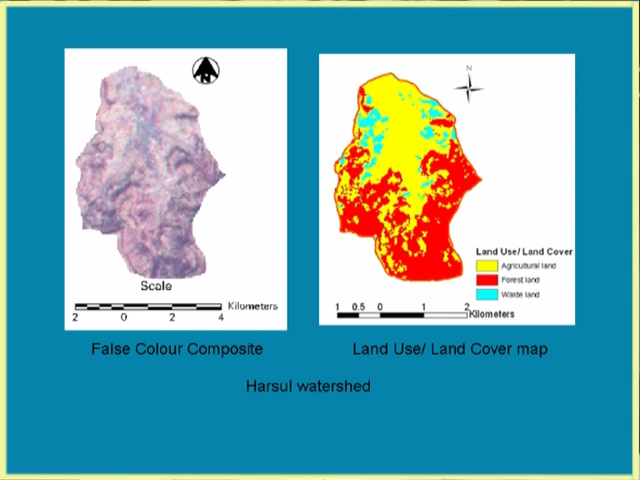 N
Scale
Kilometers
2 0 2 4
N
Land Use/ Land Cover
Agricultural land
Forest land
Waste land
1 0.5 0 1 2
Kilometers
False Colour Composite
Land Use/ Land Cover map
Harsul watershed